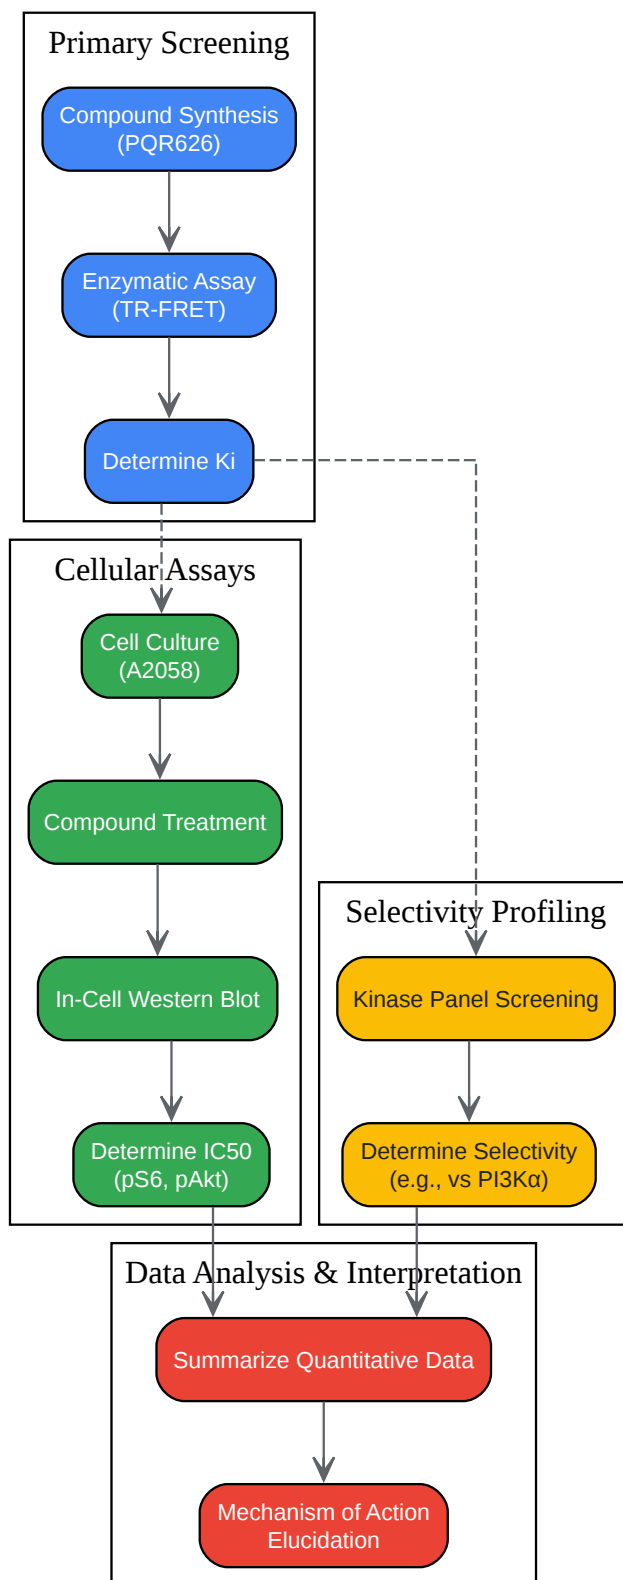 Primary Screening
Compound Synthesis
(PQR626)
Enzymatic Assay
(TR-FRET)
Determine Ki
Cellular Assays
Cell Culture
(A2058)
Compound Treatment
In-Cell Western Blot
Determine IC50
(pS6, pAkt)
Selectivity Profiling
Kinase Panel Screening
Determine Selectivity
(e.g., vs PI3Kα)
Data Analysis & Interpretation
Summarize Quantitative Data
Mechanism of Action
Elucidation